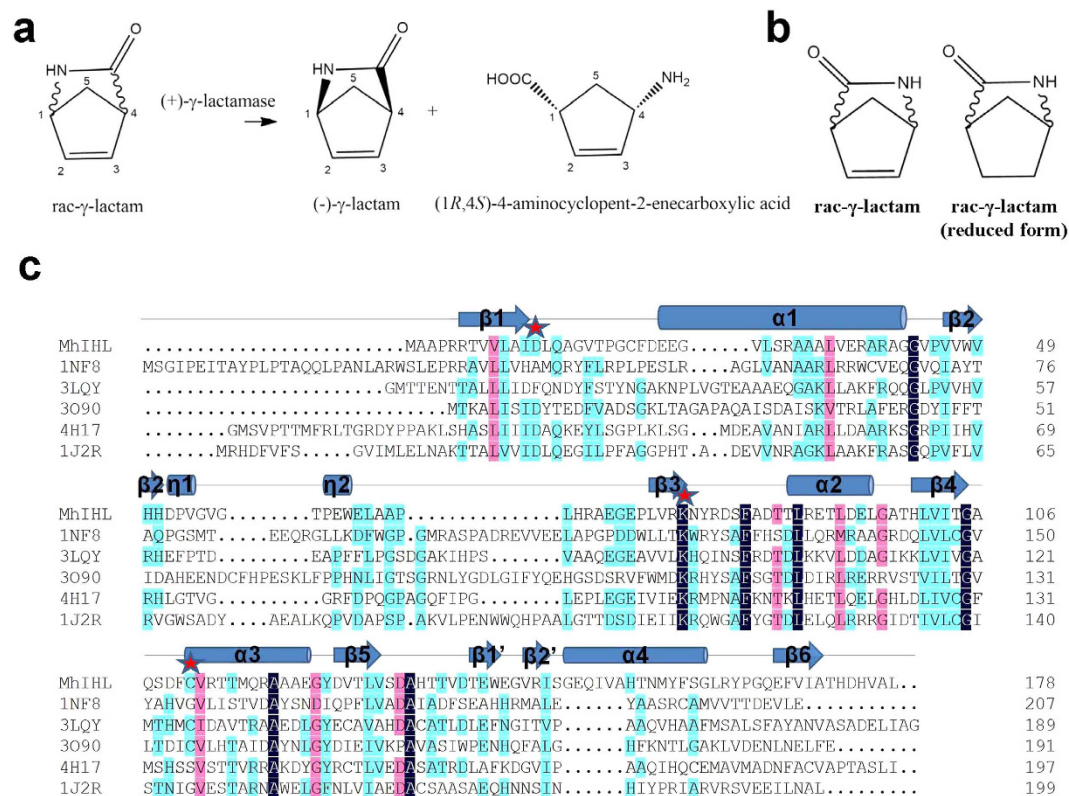 a
b
O
HN
5
1
4
2
3
rac-γ-lactam
(+)-γ-lactamase
O
HN
5
1
4
2
3
(-)-γ-lactam
+
HOOC
NH₂
5
1
4
2
3
(1R,4S)-4-aminocyclopent-2-enecarboxylic acid
O
NH
rac-γ-lactam
O
NH
rac-γ-lactam
(reduced form)
c
β1 α1 β2
MhIHL ..........................MAAPRRTVVLAIDLQAGVTPGCFDEEG.....VLSRAAALVERARAGGVPVVWV 49
1NF8 MSGIPEITAYPLPTAQQLPANLARWSLEPRRAVLLVHAMQRYFLRPLPESLR....AGLVANAARLRRWCVEQGVQIAYT 76
3LQY ....................GMTTENTTALLLIDFQNDYFSTYNGAKNPLVGTEAAAEQGAKLLAKFRQQGLPVVHV 57
3O90 ..............................MTKALISIDYTEDFVADSGKLTAGAPAQAISDAISKVTRLAFERGDYIFFT 51
4H17 ........GMSVPTTMFRLTGRDYPPAKLSHASLIIIDAQKEYLSGPLKLSG...MDEAVANIARLLDAARKSGRPIIHV 69
1J2R .......MRHDFVFS.....GVIMLELNAKTTALVVIDLQEGILPFAGGPHT.A..DEVVNRAGKLAAKFRASGQPVFLV 65
β2 η1 η2 β3 α2 β4
MhIHL HHDPVGVG.......TPEWELAAP...............LHRAEGEPLVRKNYRDSFADTTLRETLDELGATHLVITGA 106
1NF8 AQPGSMT.....EEQRGLLKDFWGP.GMRASPADREVVEELAPGPDDWLLTKWRYSAFFHSDLLQRMRAAGRDQLVLCGV 150
3LQY RHEFPTD.........EAPFFLPGSDGAKIHPS......VAAQEGEAVVLKHQINSFRDTDLKKVLDDAGIKKLVIVGA 121
3O90 IDAHEENDCFHPESKLFPPHNLIGTSGRNLYGDLGIFYQEHGSDSRVFWMDKRHYSAFSGTDLDIRLRERRVSTVILTGV 131
4H17 RHLGTVG.........GRFDPQGPAGQFIPG........LEPLEGEIVIEKRMPNAFKNTKLHETLQELGHLDLIVCGF 131
1J2R RVGWSADY....AEALKQPVDAPSP.AKVLPENWWQHPAALGTTDSDIEIIKRQWGAFYGTDLELQLRRRGIDTIVLCGI 140
α3 β5 β1’ β2’ α4 β6
MhIHL QSDFCVRTTMQRAAAEGYDVTLVSDAHTTVDTEWEGVRISGEQIVAHTNMYFSGLRYPGQEFVIATHDHVAL.. 178
1NF8 YAHVGVLISTVDAYSNDIQPFLVADAIADFSEAHHRMALE......YAASRCAMVVTTDEVLE........... 207
3LQY MTHMCIDAVTRAAEDLGYECAVAHDACATLDLEFNGITVP......AAQVHAAFMSALSFAYANVASADELIAG 189
3O90 LTDICVLHTAIDAYNLGYDIEIVKPAVASIWPENHQFALG......HFKNTLGAKLVDENLNELFE........ 191
4H17 MSHSSVSTTVRRAKDYGYRCTLVEDASATRDLAFKDGVIP......AAQIHQCEMAVMADNFACVAPTASLI.. 197
1J2R STNIGVESTARNAWELGFNLVIAEDACSAASAEQHNNSIN......HIYPRIARVRSVEEILNAL......... 199